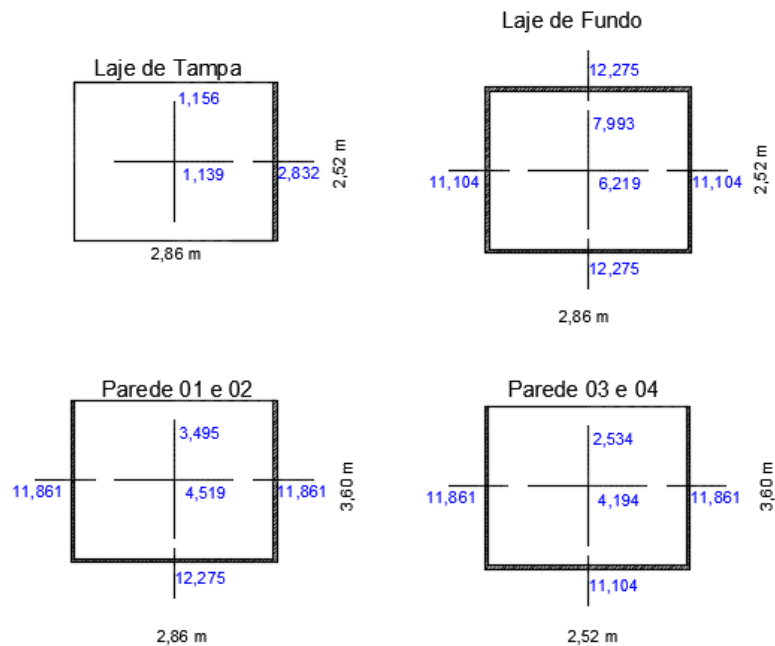 Laje de Tampa
1,156
1,139
2,832
2,52 m
2,86 m
Laje de Fundo
12,275
7,993
11,104
6,219
11,104
2,52 m
12,275
2,86 m
Parede 01 e 02
3,495
11,861
4,519
11,861
3,60 m
12,275
2,86 m
Parede 03 e 04
2,534
11,861
4,194
11,861
3,60 m
11,104
2,52 m